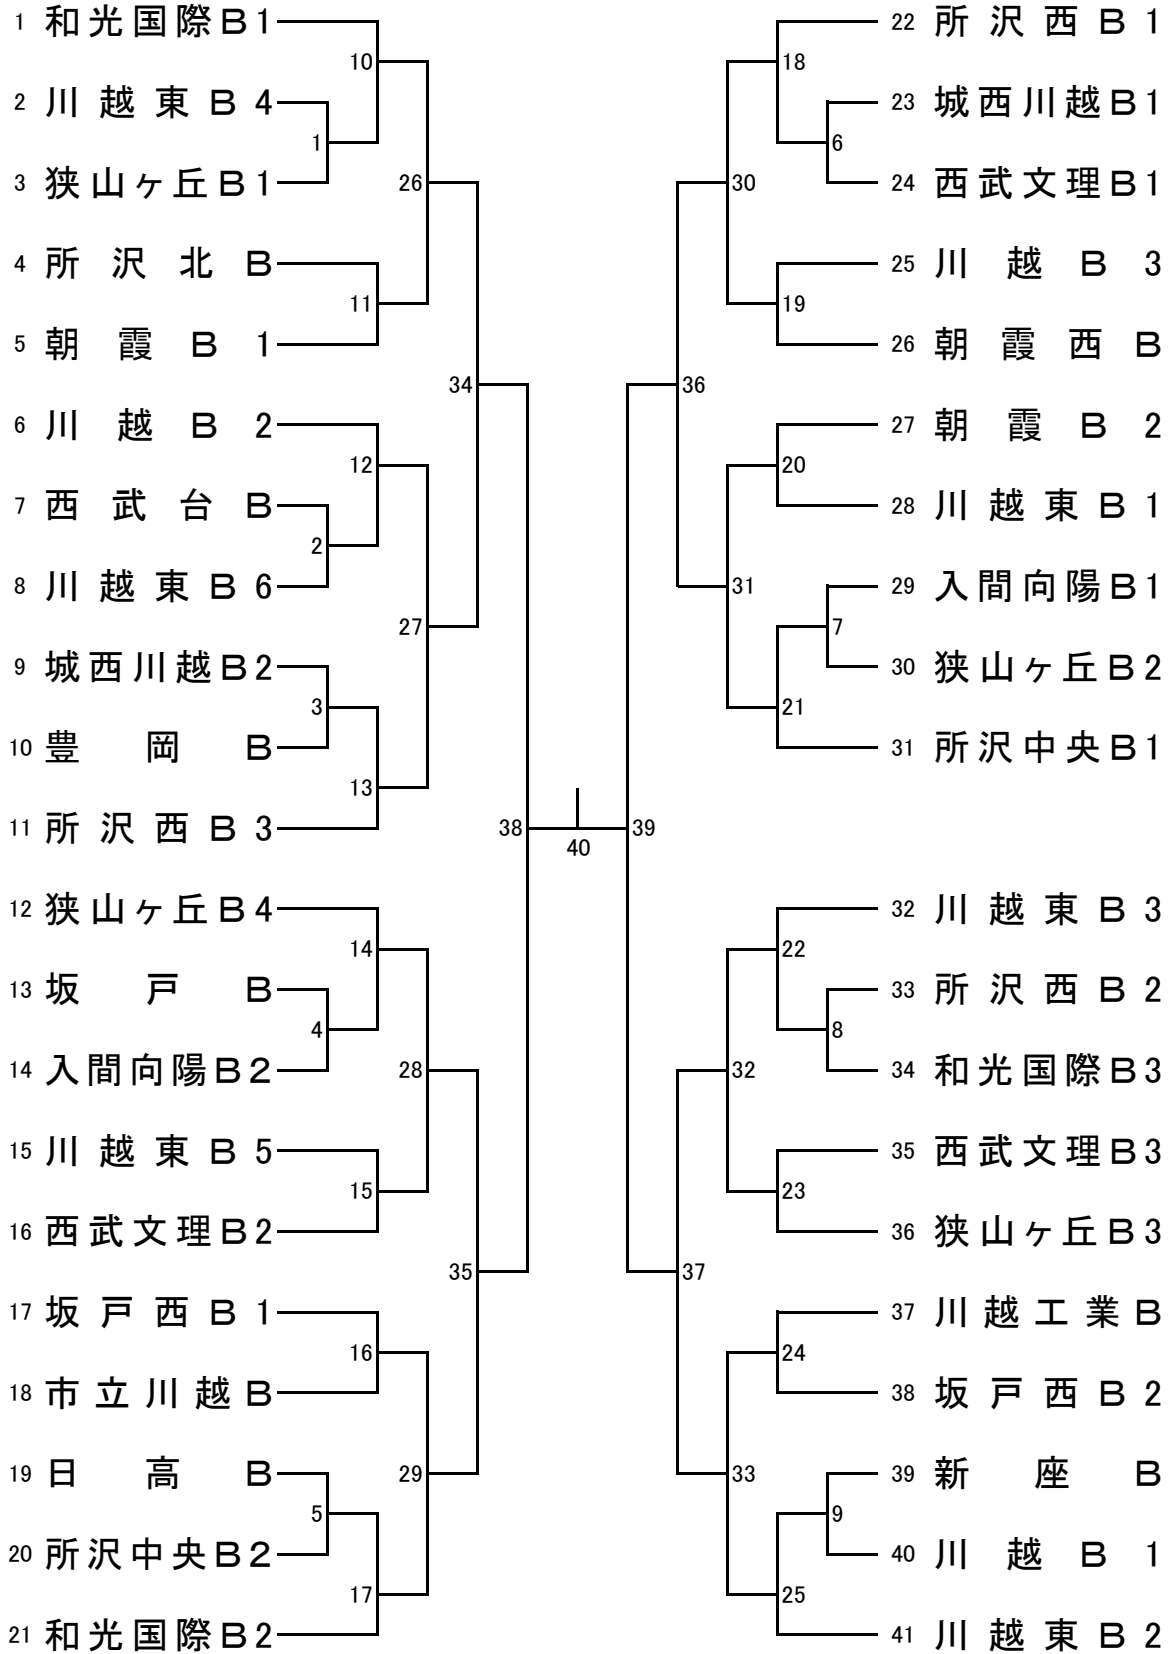 1 和光国際B1
10
2 川越東B4
1
3 狭山ヶ丘B1
26
4 所沢北B
11
5 朝霞B1
34
6 川越B2
12
7 西武台B
2
8 川越東B6
27
9 城西川越B2
3
10 豊岡B
13
11 所沢西B3
38
12 狭山ヶ丘B4
14
13 坂戸B
4
14 入間向陽B2
28
15 川越東B5
15
16 西武文理B2
35
17 坂戸西B1
16
18 市立川越B
19 日高B
29
5
20 所沢中央B2
17
21 和光国際B2
40
22 所沢西B1
18
23 城西川越B1
6
24 西武文理B1
30
25 川越B3
19
26 朝霞西B
36
27 朝霞B2
20
28 川越東B1
29 入間向陽B1
31
7
30 狭山ヶ丘B2
21
31 所沢中央B1
39
32 川越東B3
22
33 所沢西B2
8
34 和光国際B3
32
35 西武文理B3
23
36 狭山ヶ丘B3
37
37 川越工業B
24
38 坂戸西B2
39 新座B
33
9
40 川越B1
25
41 川越東B2